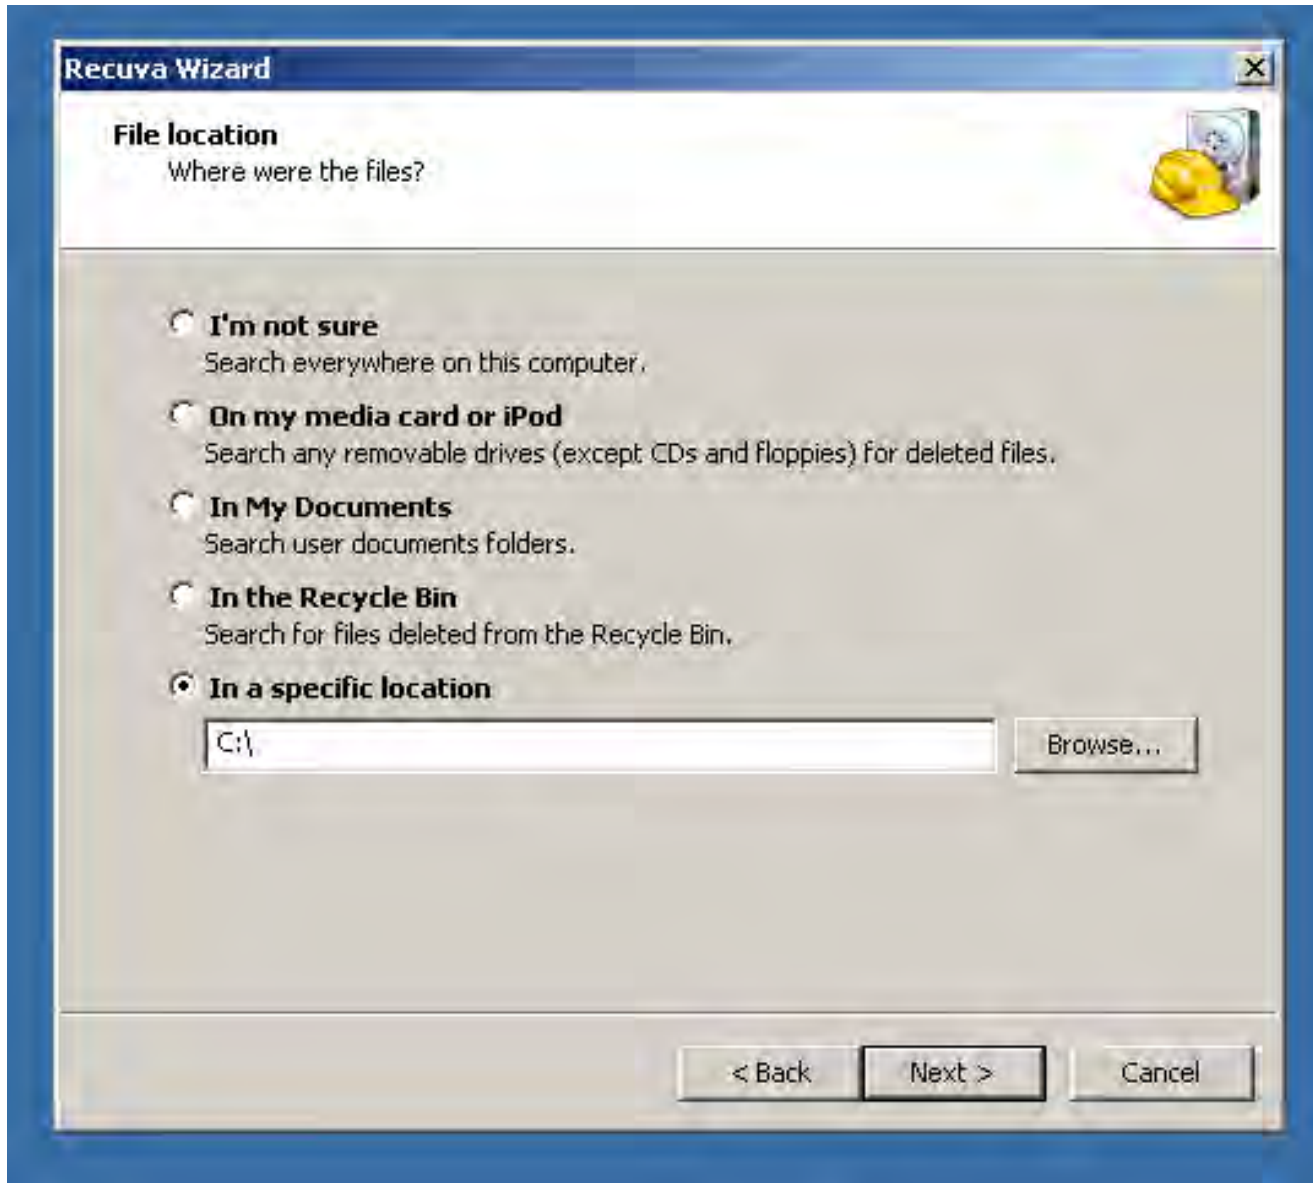 Recuva Wizard
File location
Where were the files?
I'm not sure
Search everywhere on this computer.
On my media card or iPod
Search any removable drives (except CDs and floppies) for deleted files.
In My Documents
Search user documents folders.
In the Recycle Bin
Search for files deleted from the Recycle Bin.
In a specific location
C:\
Browse...
< Back
Next >
Cancel